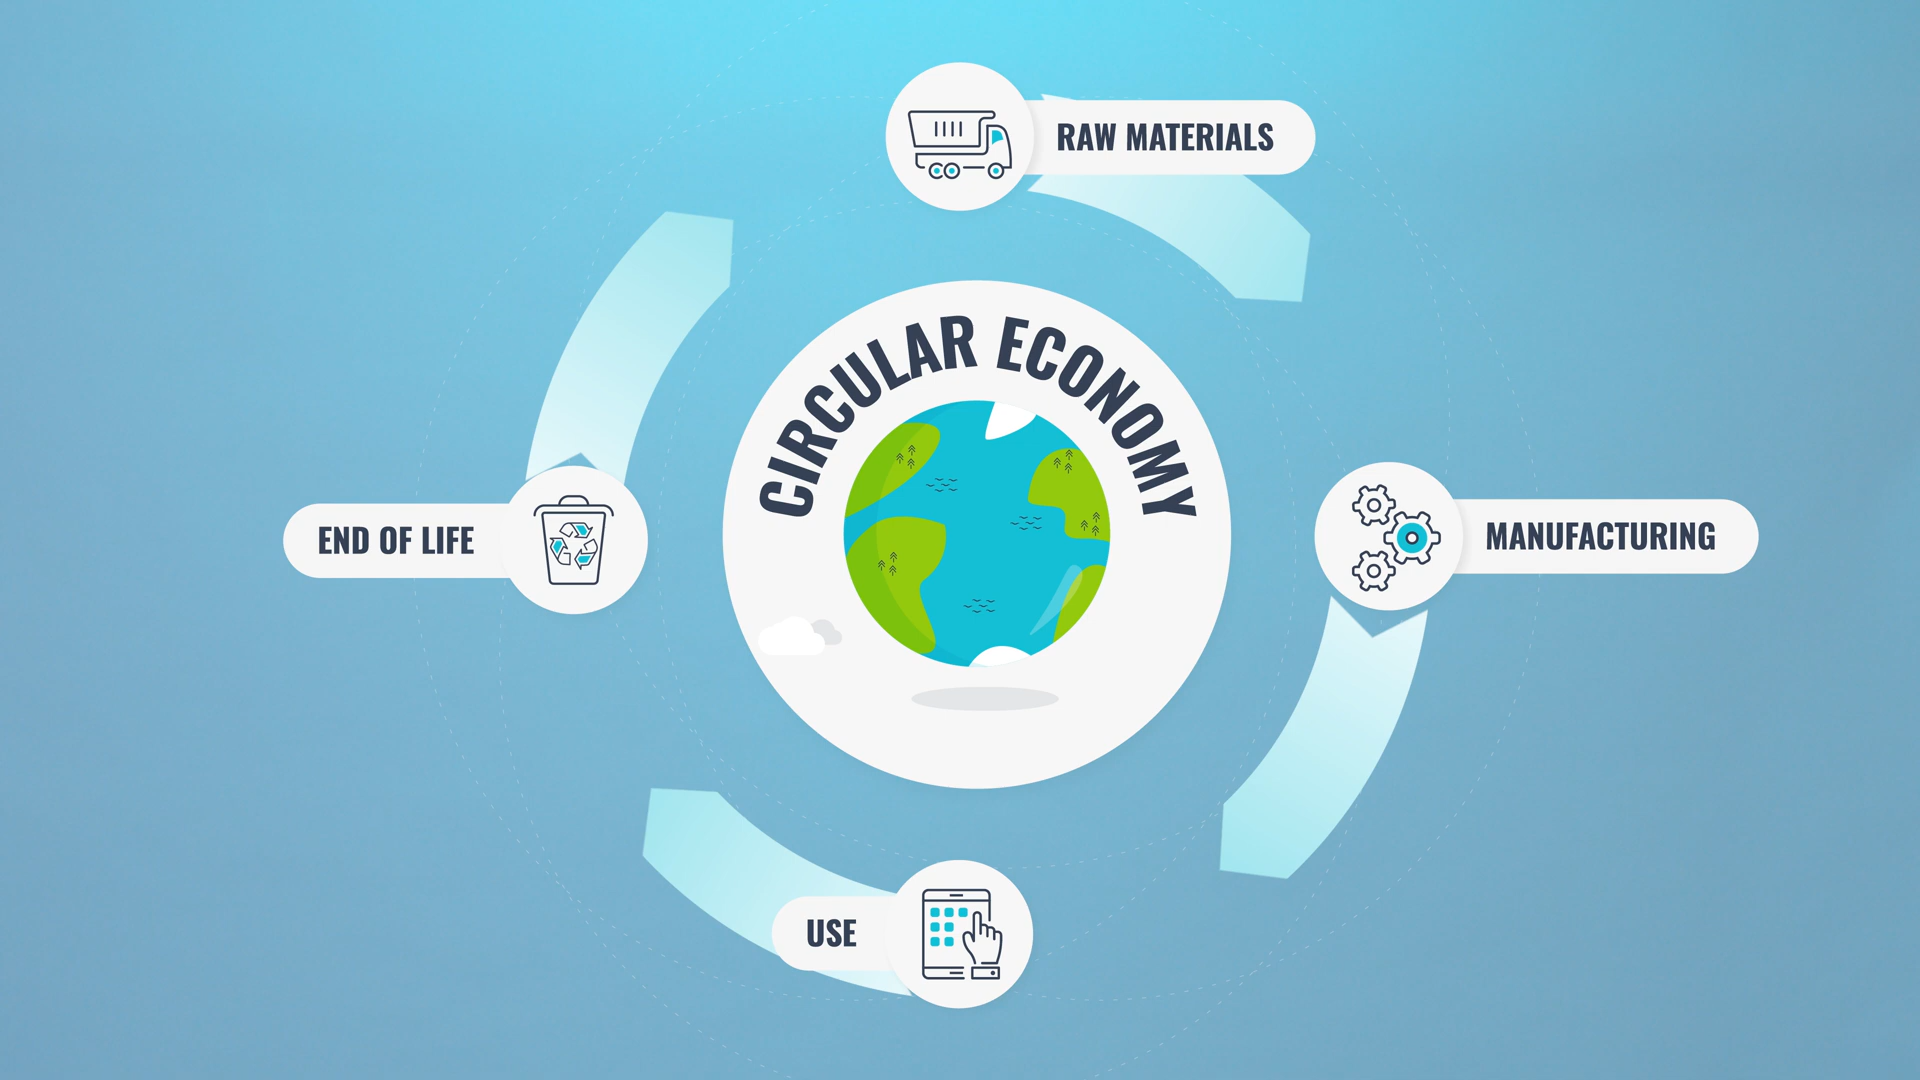 RAW MATERIALS
CIRCULAR ECONOMY
END OF LIFE
MANUFACTURING
USE